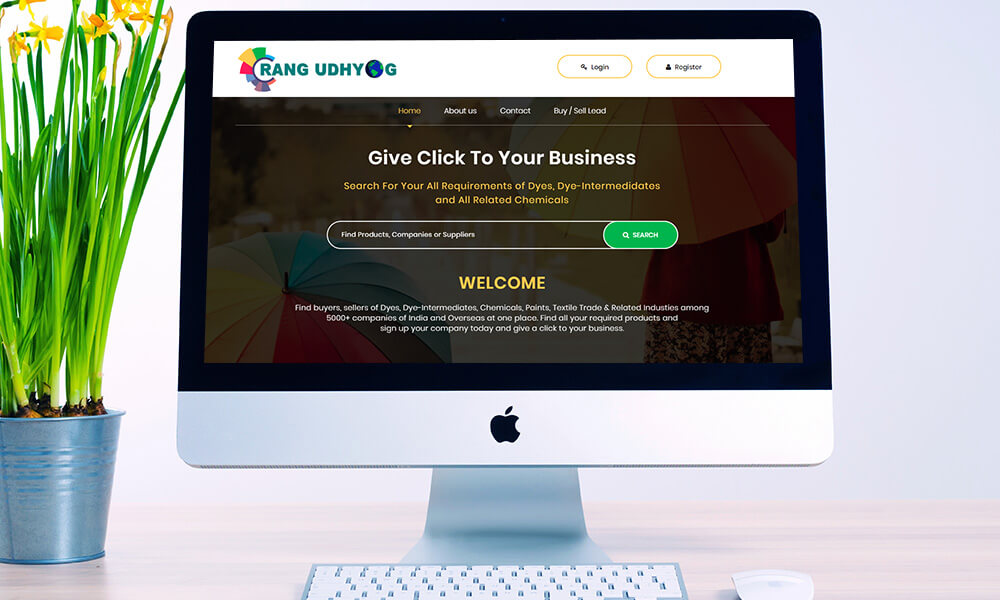 RANG UDHYOG
Login
Register
Home
About us
Contact
Buy / Sell Lead
Give Click To Your Business
Search For Your All Requirements of Dyes, Dye-Intermedidates
and All Related Chemicals
Find Products, Companies or Suppliers
SEARCH
WELCOME
Find buyers, sellers of Dyes, Dye-Intermediates, Chemicals, Paints, Textile Trade & Related Industies among
5000+ companies of India and Overseas at one place. Find all your required products and
sign up your company today and give a click to your business.